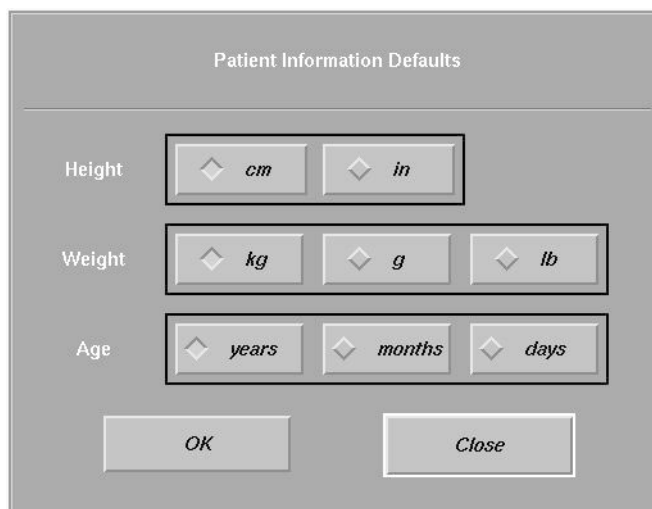 Patient Information Defaults
Height cm in
Weight kg g lb
Age years months days
OK Close